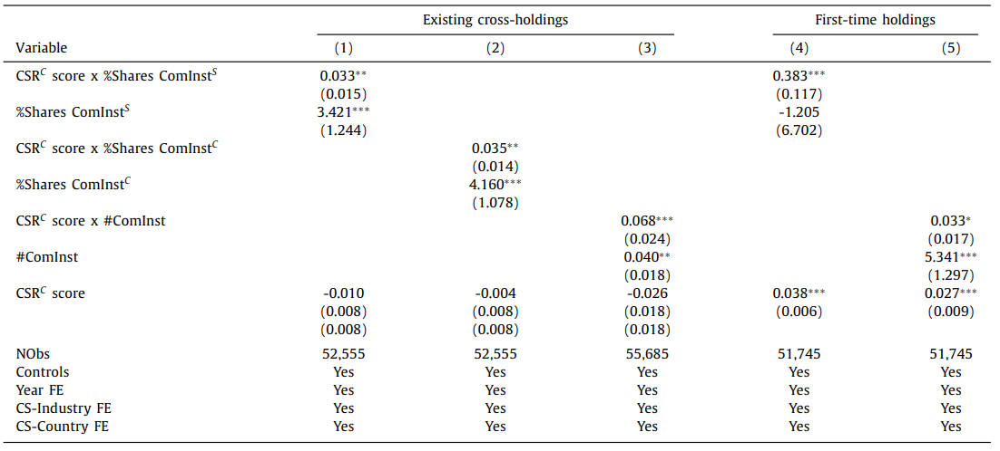 Existing cross-holdings First-time holdings
Variable (1) (2) (3) (4) (5)
CSR^C score x %Shares ComInst^S 0.033** 0.383***
(0.015) (0.117)
%Shares ComInst^S 3.421*** -1.205
(1.244) (6.702)
CSR^C score x %Shares ComInst^C 0.035**
(0.014)
%Shares ComInst^C 4.160***
(1.078)
CSR^C score x #ComInst 0.068*** 0.033*
(0.024) (0.017)
#ComInst 0.040** 5.341***
(0.018) (1.297)
CSR^C score -0.010 -0.004 -0.026 0.038*** 0.027***
(0.008) (0.008) (0.018) (0.006) (0.009)
(0.008) (0.008) (0.018)
NObs 52,555 52,555 55,685 51,745 51,745
Controls Yes Yes Yes Yes Yes
Year FE Yes Yes Yes Yes Yes
CS-Industry FE Yes Yes Yes Yes Yes
CS-Country FE Yes Yes Yes Yes Yes